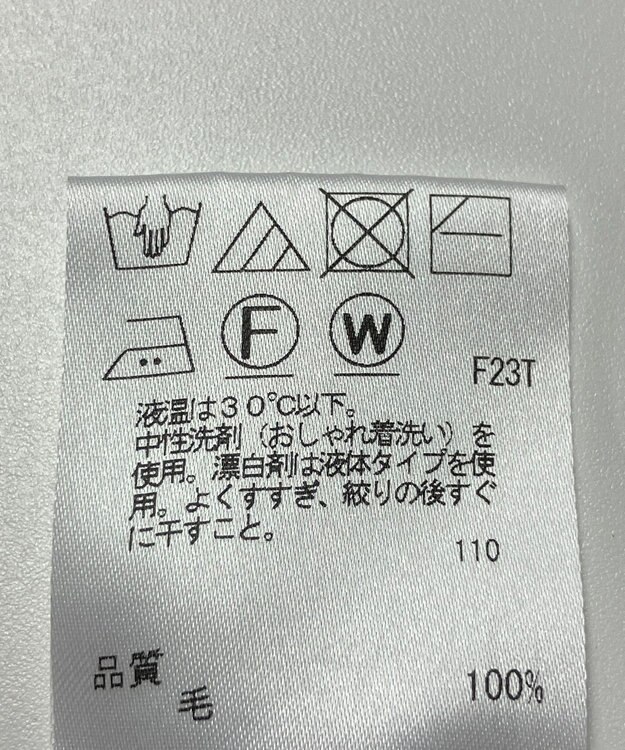 F W
F23T
液温は３０℃以下。
中性洗剤（おしゃれ着洗い）を
使用。漂白剤は液体タイプを使
用。よくすすぎ、絞りの後すぐ
に干すこと。
110
品質
毛 100%